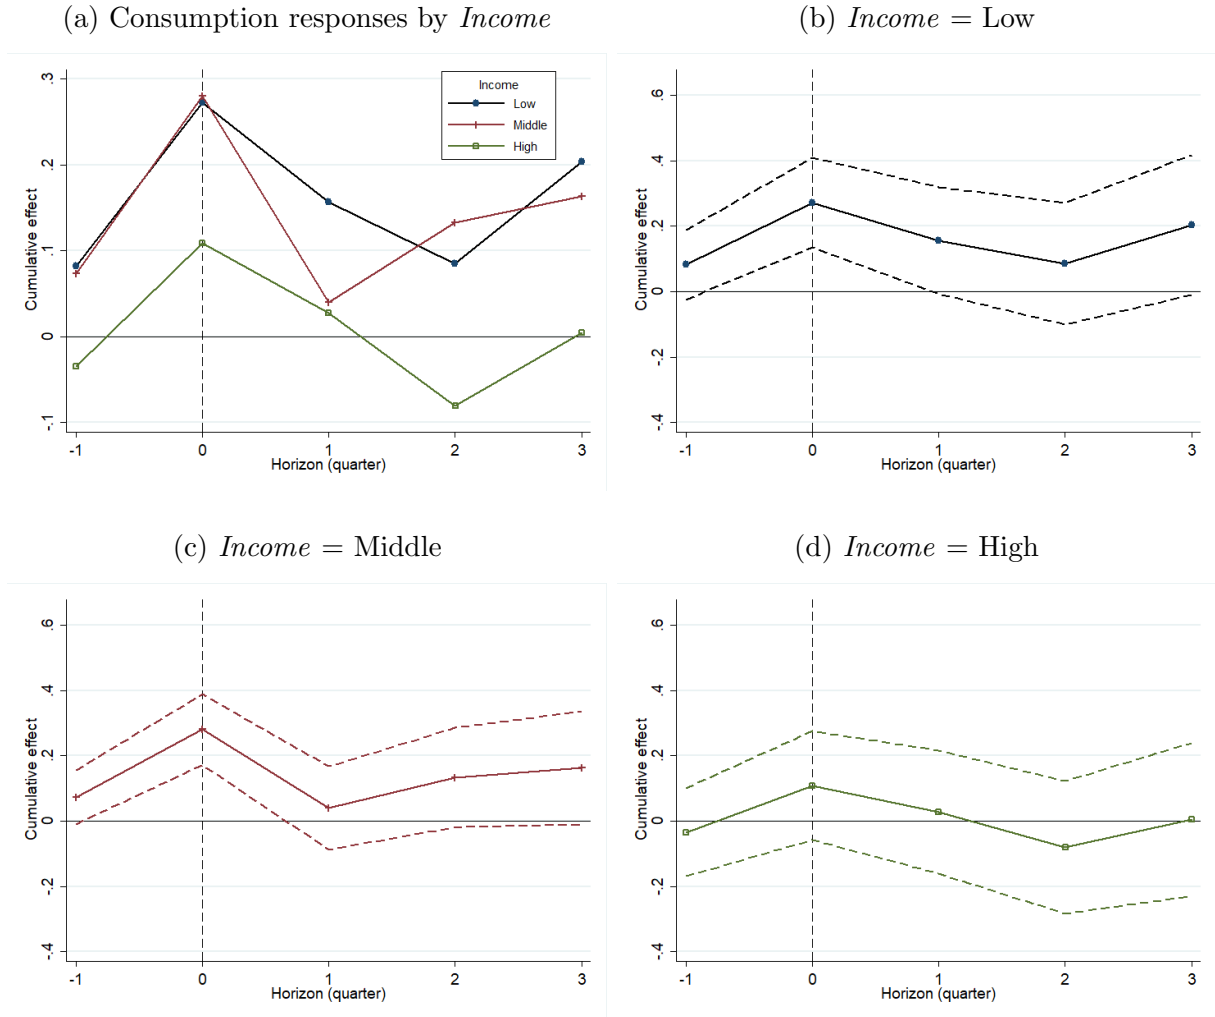 (a) Consumption responses by Income
.3
.2
.1
0
-.1
Cumulative effect
Income
Low
Middle
High
-1 0 1 2 3
Horizon (quarter)
(b) Income = Low
.6
.4
.2
0
-.2
-.4
Cumulative effect
-1 0 1 2 3
Horizon (quarter)
(c) Income = Middle
.6
.4
.2
0
-.2
-.4
Cumulative effect
-1 0 1 2 3
Horizon (quarter)
(d) Income = High
.6
.4
.2
0
-.2
-.4
Cumulative effect
-1 0 1 2 3
Horizon (quarter)